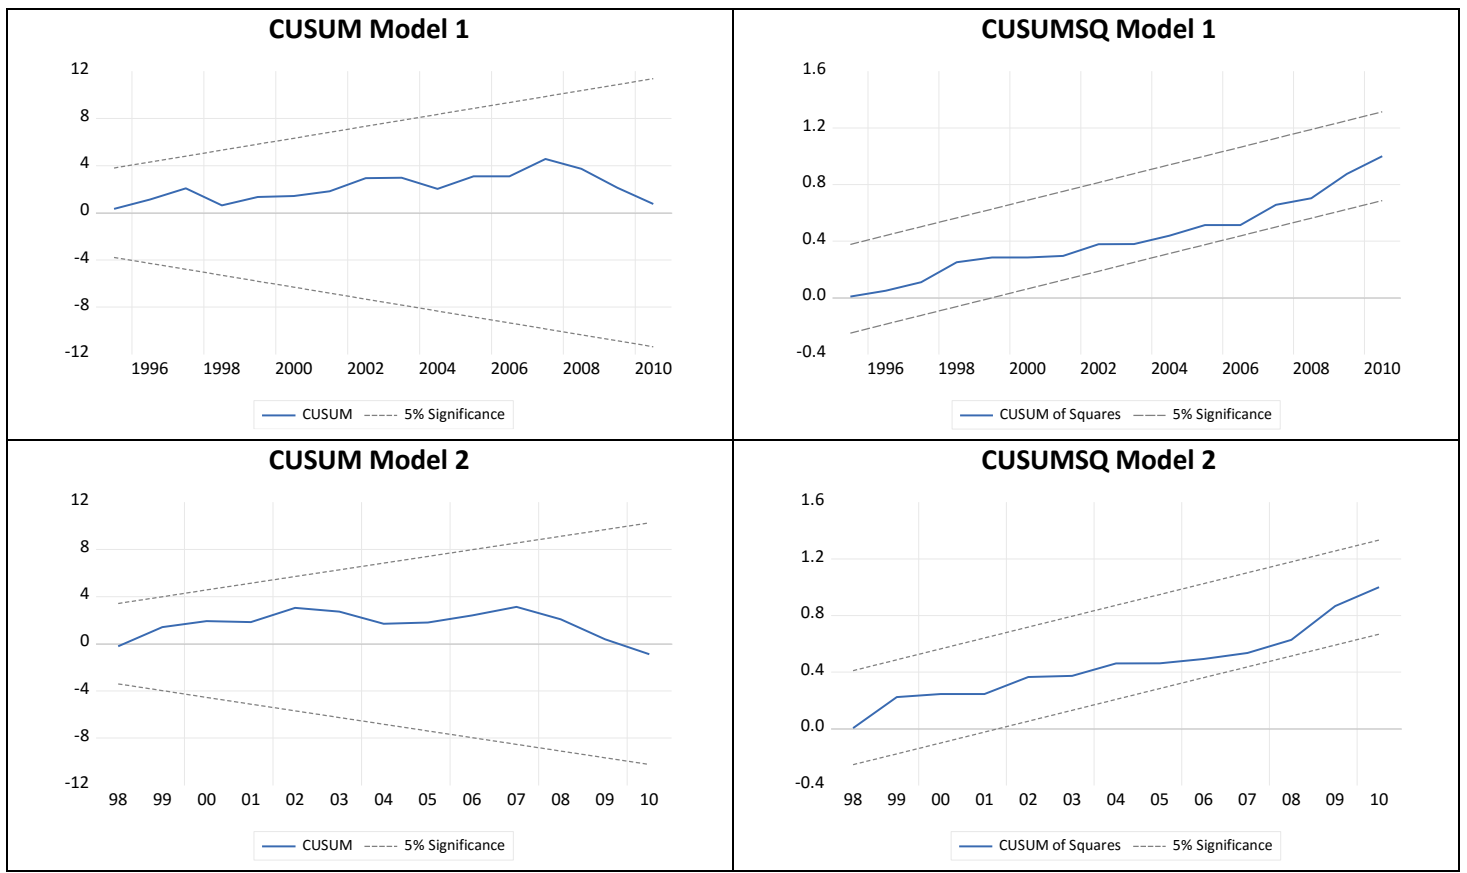 CUSUM Model 1
12
8
4
0
-4
-8
-12
1996 1998 2000 2002 2004 2006 2008 2010
CUSUM 5% Significance
CUSUMSQ Model 1
1.6
1.2
0.8
0.4
0.0
-0.4
1996 1998 2000 2002 2004 2006 2008 2010
CUSUM of Squares 5% Significance
CUSUM Model 2
12
8
4
0
-4
-8
-12
98 99 00 01 02 03 04 05 06 07 08 09 10
CUSUM 5% Significance
CUSUMSQ Model 2
1.6
1.2
0.8
0.4
0.0
-0.4
98 99 00 01 02 03 04 05 06 07 08 09 10
CUSUM of Squares 5% Significance